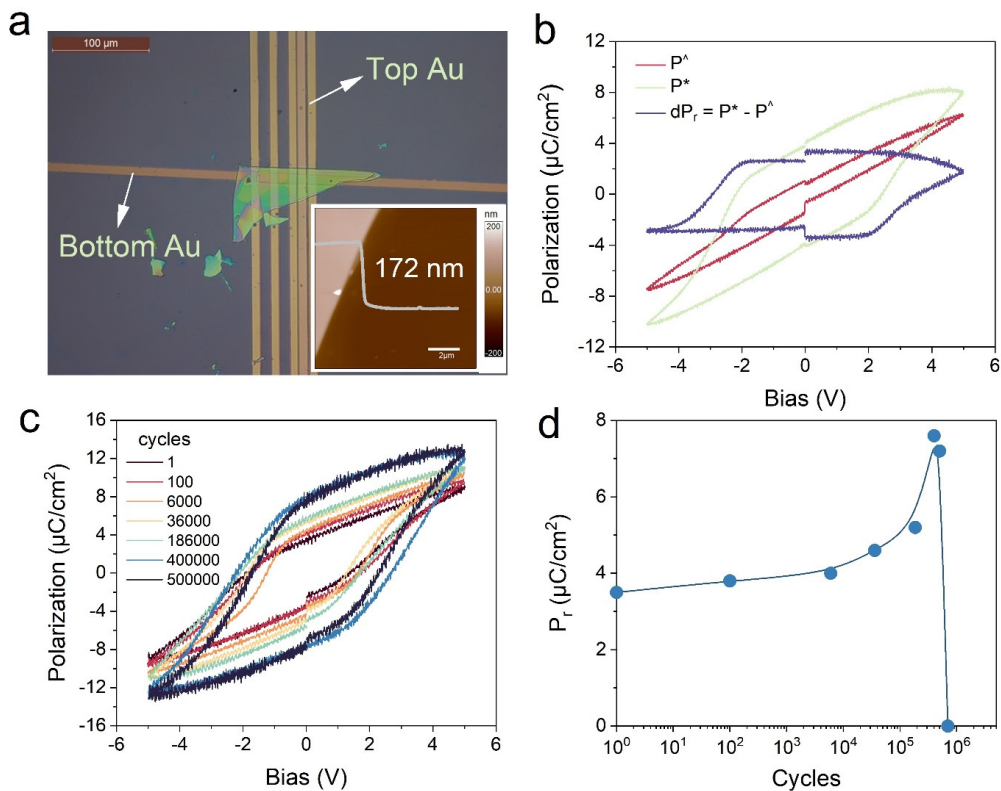 a
100 μm
Top Au
Bottom Au
172 nm
2μm
nm
200
0.00
-200
b
P^
P*
dPᵣ = P* - P^
Polarization (μC/cm²)
12
8
4
0
-4
-8
-12
-6
-4
-2
0
2
4
6
Bias (V)
c
cycles
1
100
6000
36000
186000
400000
500000
Polarization (μC/cm²)
16
12
8
4
0
-4
-8
-12
-16
-6
-4
-2
0
2
4
6
Bias (V)
d
Pᵣ (μC/cm²)
8
6
4
2
0
10⁰
10¹
10²
10³
10⁴
10⁵
10⁶
Cycles